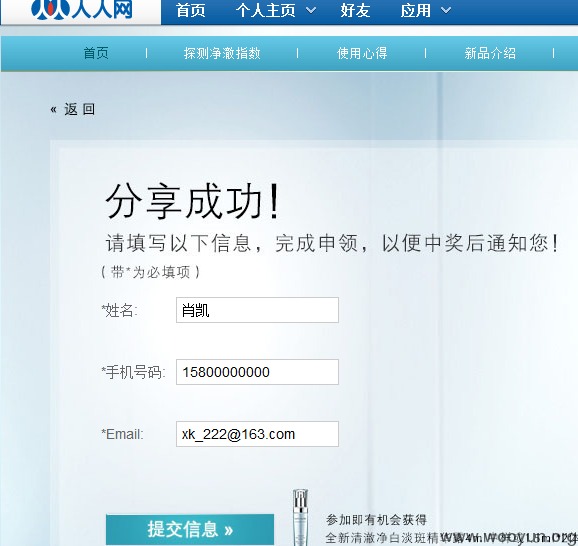 人人网 首页 个人主页 好友 应用
首页 探测净澈指数 使用心得 新品介绍
« 返回
分享成功!
请填写以下信息，完成申领，以便中奖后通知您!
(带*为必填项)
*姓名: 肖凯
*手机号码: 15800000000
*Email: xk_222@163.com
提交信息 »
参加即有机会获得
全新清澈净白淡斑精华
www.wooyun.org